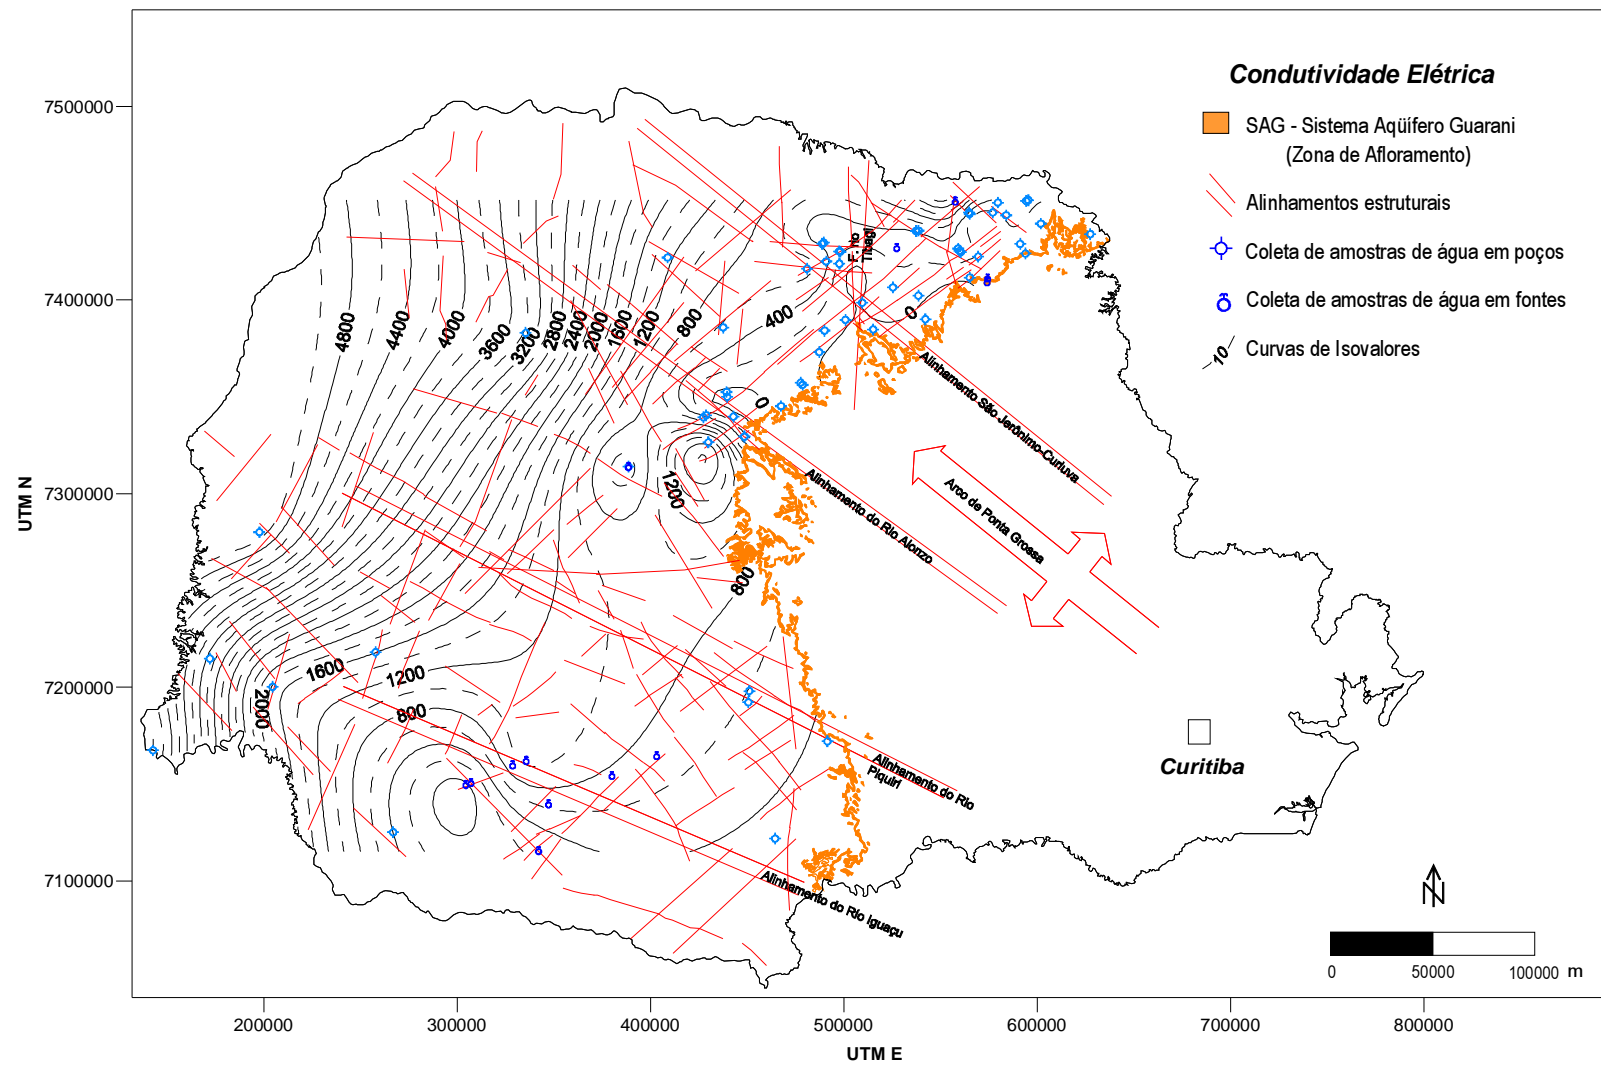 Condutividade Elétrica
SAG - Sistema Aqüífero Guarani
(Zona de Afloramento)
Alinhamentos estruturais
Coleta de amostras de água em poços
Coleta de amostras de água em fontes
-10
Curvas de Isovalores
7500000
7400000
7300000
7200000
7100000
UTM N
F. rio
Tibagi
4800
4400
4000
3600
3200
2800
2400
2000
1600
1200
800
400
0
0
1200
800
1600
1200
2000
800
Alinhamento São Jerônimo-Curiuva
Arco de Ponta Grossa
Alinhamento do Rio Alonzo
Alinhamento do Rio
Piquiri
Alinhamento do Rio Iguaçu
Curitiba
N
0 50000 100000 m
200000 300000 400000 500000 600000 700000 800000
UTM E